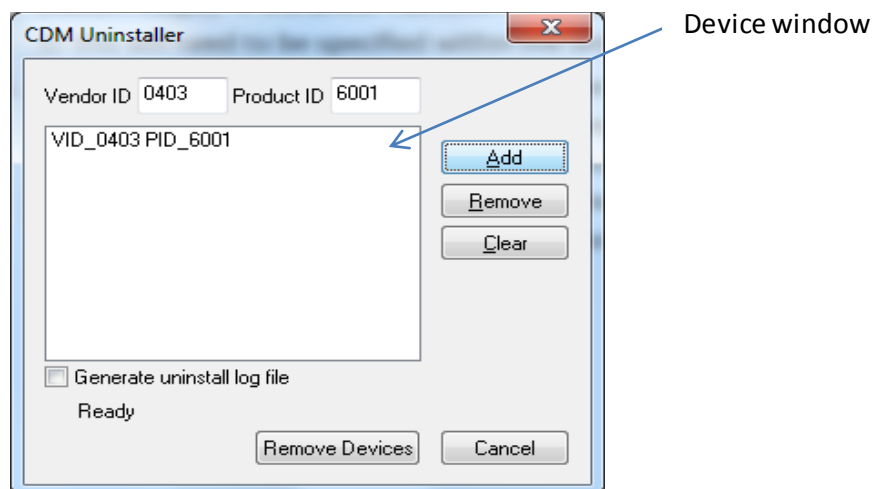 CDM Uninstaller
Device window
Vendor ID 0403 Product ID 6001
VID_0403 PID_6001
Add
Remove
Clear
Generate uninstall log file
Ready
Remove Devices Cancel